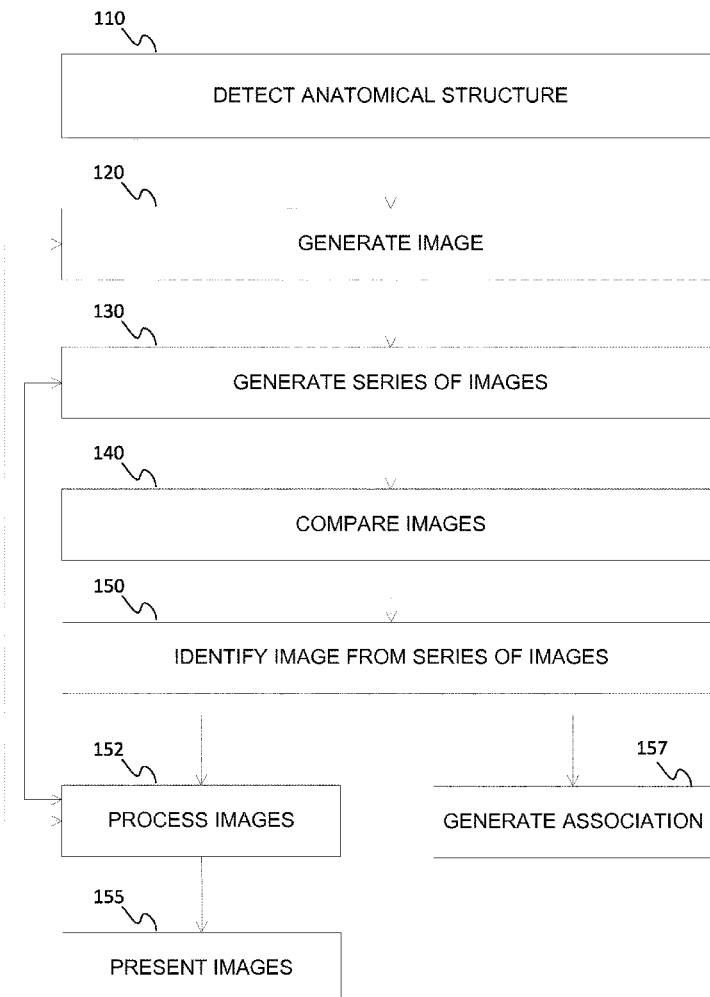 110
DETECT ANATOMICAL STRUCTURE
120
GENERATE IMAGE
130
GENERATE SERIES OF IMAGES
140
COMPARE IMAGES
150
IDENTIFY IMAGE FROM SERIES OF IMAGES
152
PROCESS IMAGES
157
GENERATE ASSOCIATION
155
PRESENT IMAGES